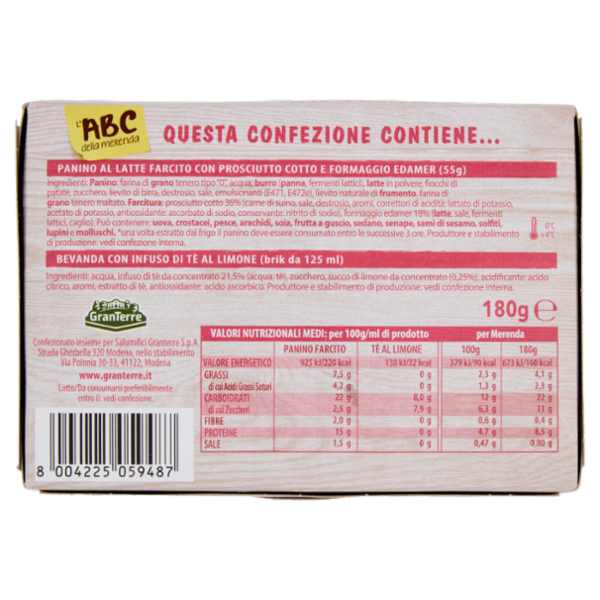 L'ABC
della merenda
QUESTA CONFEZIONE CONTIENE...
PANINO AL LATTE FARCITO CON PROSCIUTTO COTTO E FORMAGGIO EDAMER (55g)
Ingredienti: Panino: farina di grano tenero tipo "0", acqua, burro (panna, fermenti lattici), latte in polvere, fiocchi di
patate, zucchero, lievito di birra, destrosio, sale, emulsionanti (E471, E472e), lievito naturale di frumento, farina di
grano tenero maltato. Farcitura: prosciutto cotto 36% (carne di suino, sale, destrosio, aromi, correttori di acidità: lattato di potassio,
acetato di potassio, antiossidante: ascorbato di sodio, conservante: nitrito di sodio), formaggio edamer 18% (latte, sale, fermenti
lattici, caglio). Può contenere: uova, crostacei, pesce, arachidi, soia, frutta a guscio, sedano, senape, semi di sesamo, solfiti,
lupini e molluschi. *una volta estratto dal frigo il panino dovrà essere consumato entro le successive 3 ore. Produttore e stabilimento
di produzione: vedi confezione interna.
0°C
+4°C
BEVANDA CON INFUSO DI TÈ AL LIMONE (brik da 125 ml)
Ingredienti: acqua, infuso di tè da concentrato 21,5% (acqua, tè), zucchero, succo di limone da concentrato (0,25%), acidificante: acido
citrico, aromi, estratto di tè, antiossidante: acido ascorbico. Produttore e stabilimento di produzione: vedi confezione interna.
180g e
GranTerre
Confezionato insieme per Salumifici Granterre S.p.A.
Strada Gherbella 320 Modena, nello stabilimento
Via Polonia 30-33, 41122, Modena
www.granterre.it
Lotto/Da consumarsi preferibilmente
entro il: vedi confezione.
8 004225 059487
VALORI NUTRIZIONALI MEDI: per 100g/ml di prodotto per Merenda
PANINO FARCITO TÈ AL LIMONE 100g 180g
VALORE ENERGETICO 925 kJ/220 kcal 138 kJ/32 kcal 379 kJ/90 kcal 673 kJ/160 kcal
GRASSI 7,5 g 0 g 2,3 g 4,1 g
di cui Acidi Grassi Saturi 4,2 g 0 g 1,3 g 2,3 g
CARBOIDRATI 22 g 8,0 g 12 g 22 g
di cui Zuccheri 2,5 g 7,9 g 6,3 g 11 g
FIBRE 2,0 g 0 g 0,6 g 0,4 g
PROTEINE 15 g 0 g 4,7 g 8,5 g
SALE 1,5 g 0 g 0,47 g 0,80 g